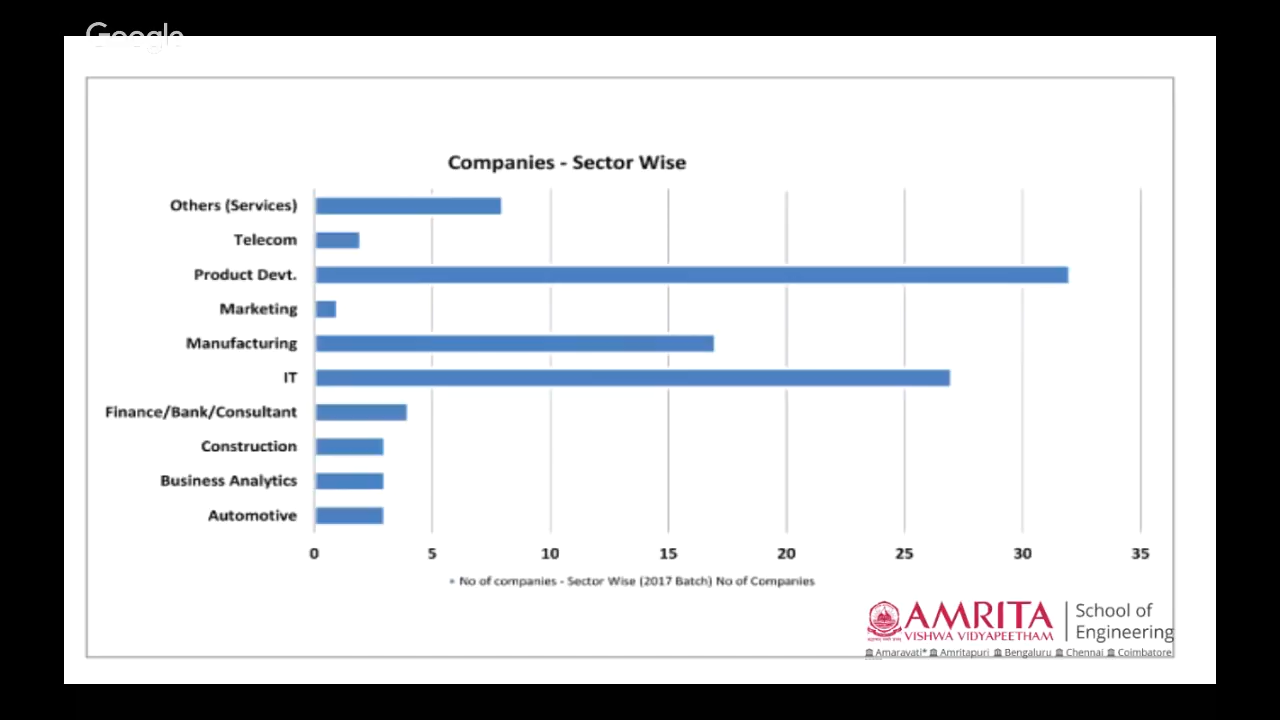 Google
Companies - Sector Wise
Others (Services)
Telecom
Product Devt.
Marketing
Manufacturing
IT
Finance/Bank/Consultant
Construction
Business Analytics
Automotive
0 5 10 15 20 25 30 35
No of companies - Sector Wise (2017 Batch) No of Companies
AMRITA
VISHWA VIDYAPEETHAM
School of
Engineering
Amaravati* Amritapuri Bengaluru Chennai Coimbatore